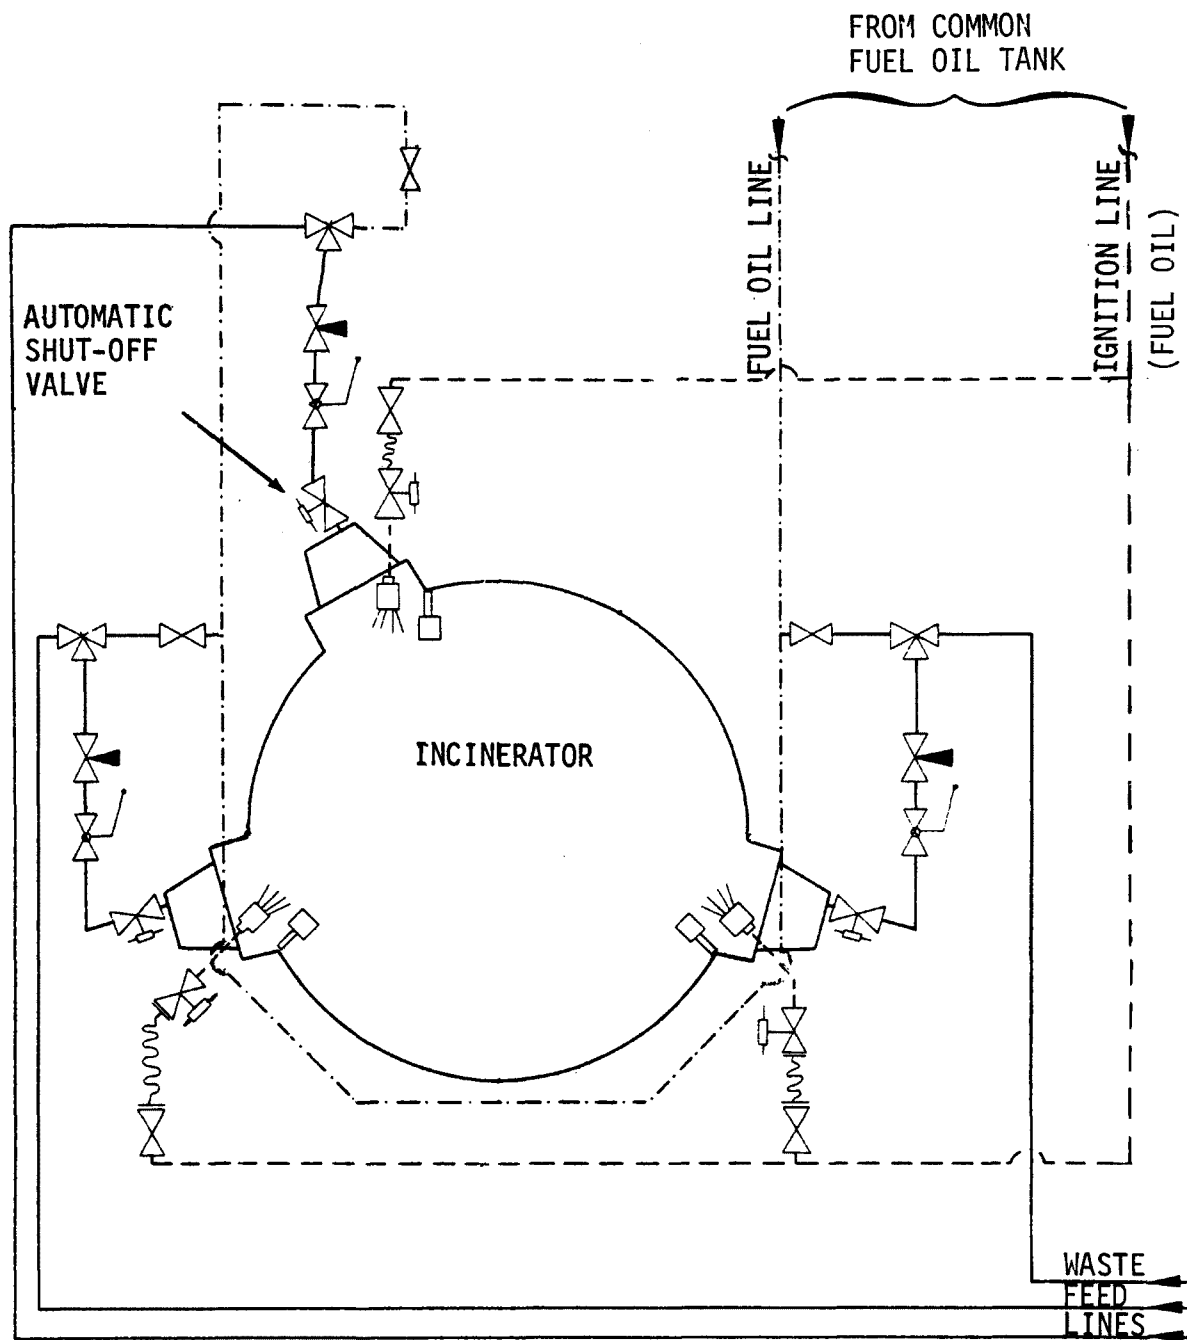 FROM COMMON
FUEL OIL TANK
FUEL OIL LINE
IGNITION LINE
(FUEL OIL)
AUTOMATIC
SHUT-OFF
VALVE
INCINERATOR
WASTE
FEED
LINES